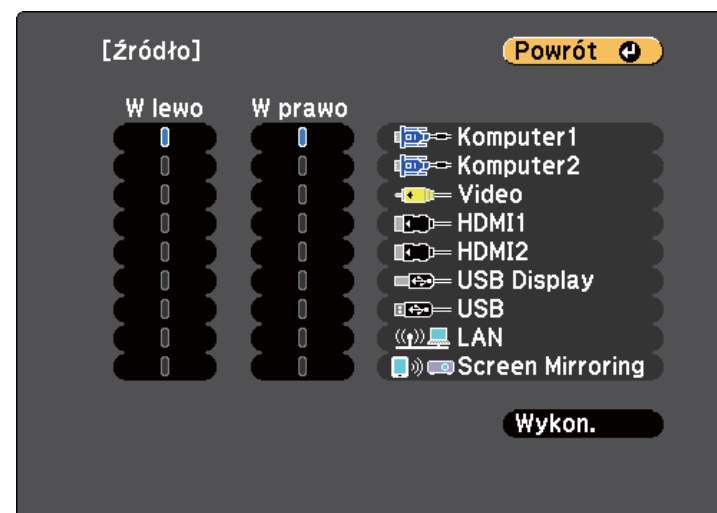 [Źródło]
Powrót
W lewo W prawo
Komputer1
Komputer2
Video
HDMI1
HDMI2
USB Display
USB
LAN
Screen Mirroring
Wykon.